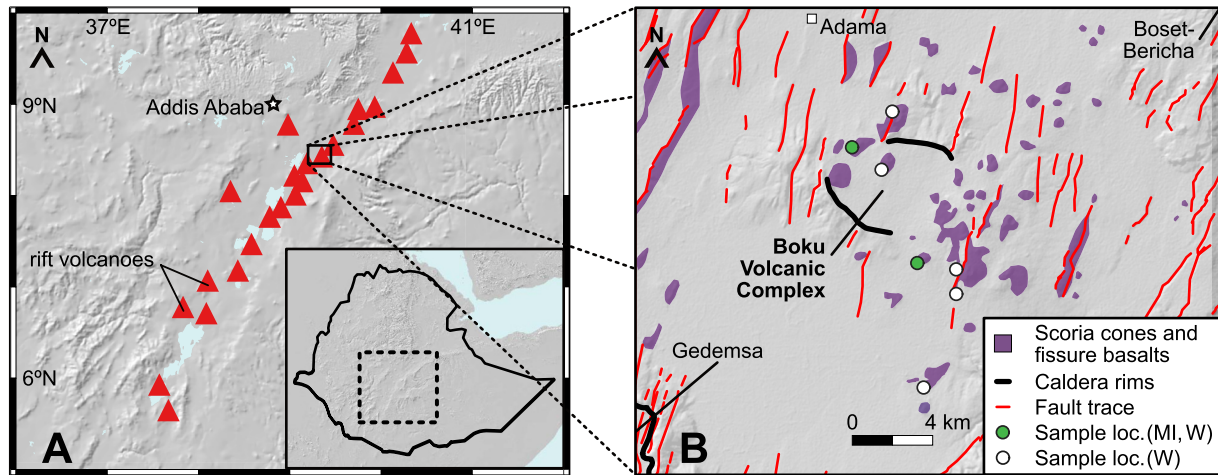 37ºE
41ºE
N
Addis Ababa
9ºN
rift volcanoes
6ºN
A
N
Adama
Boset-
Bericha
Boku
Volcanic
Complex
Gedemsa
0 4 km
B
Scoria cones and
fissure basalts
Caldera rims
Fault trace
Sample loc.(MI, W)
Sample loc.(W)